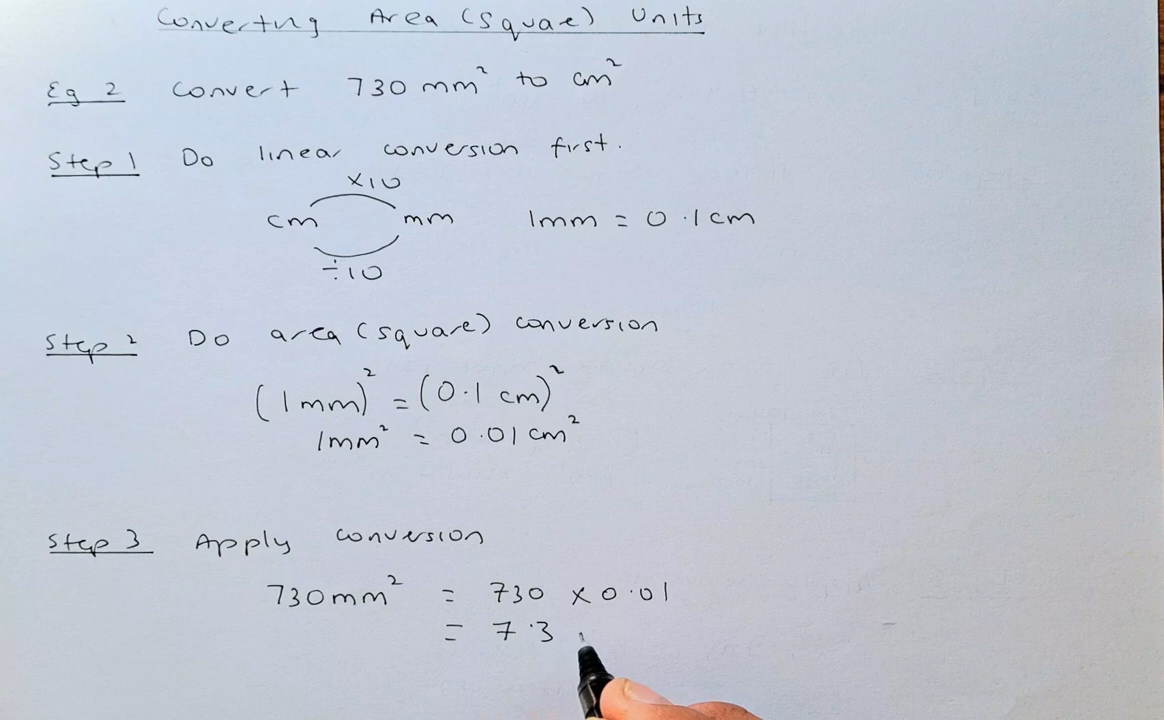 Converting Area (Square) Units
Eg 2 Convert 730 mm² to cm²
Step 1 Do linear conversion first.
×10
cm mm 1mm = 0.1cm
÷10
Step 2 Do area (square) conversion
(1mm)² = (0.1 cm)²
1mm² = 0.01cm²
Step 3 Apply conversion
730mm² = 730 × 0.01
= 7.3